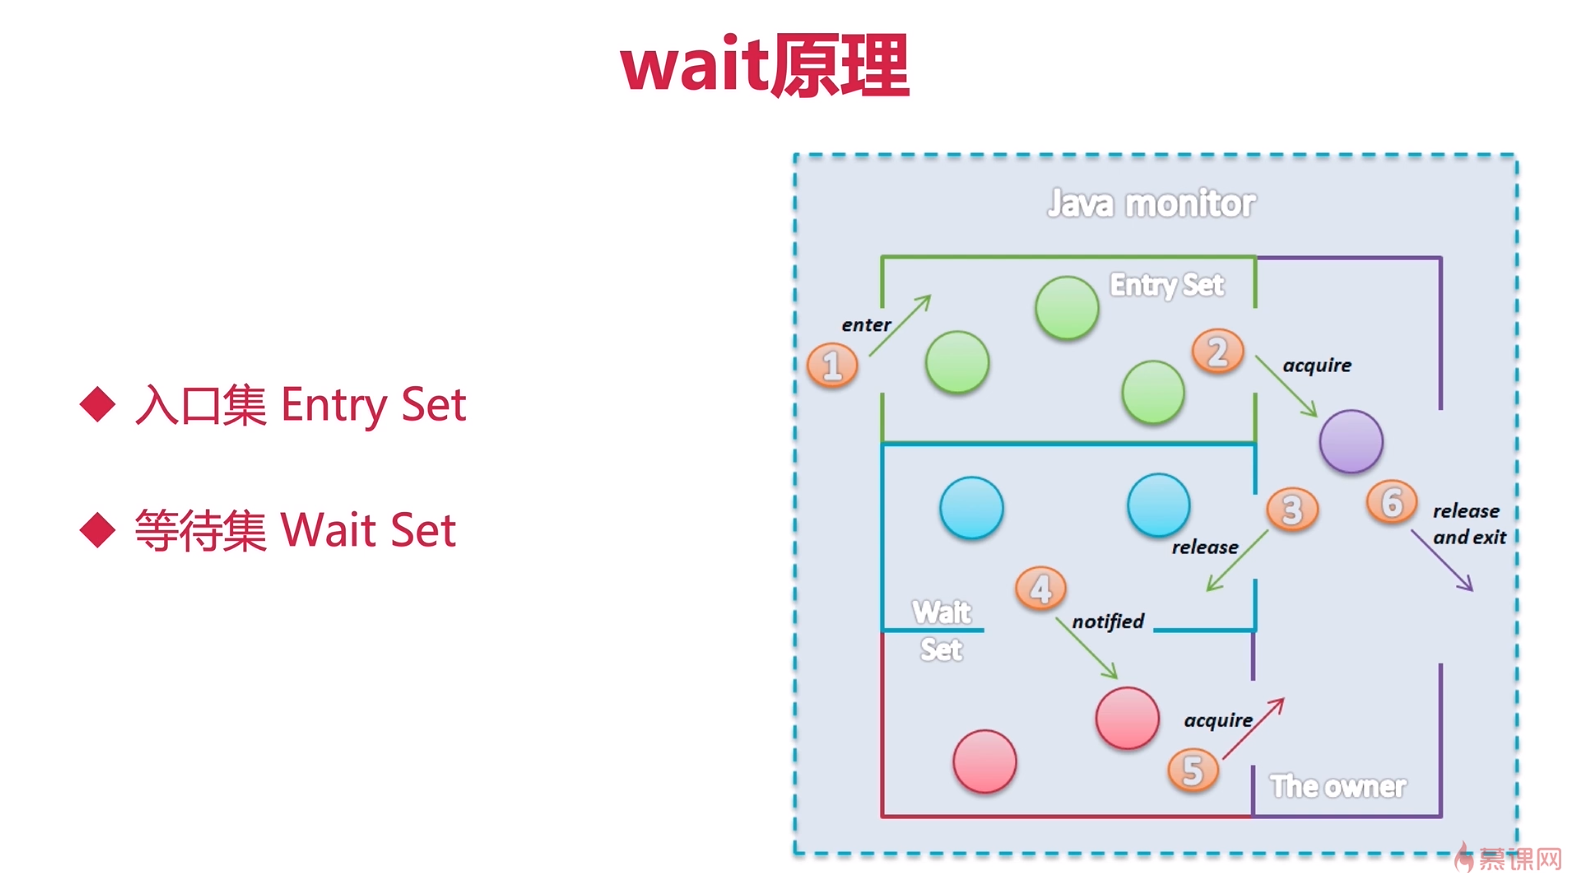 wait原理
◆ 入口集 Entry Set
◆ 等待集 Wait Set
Java monitor
Entry Set
enter
1
2
acquire
3
6
release
and exit
release
4
notified
Wait
Set
acquire
5
The owner
慕课网